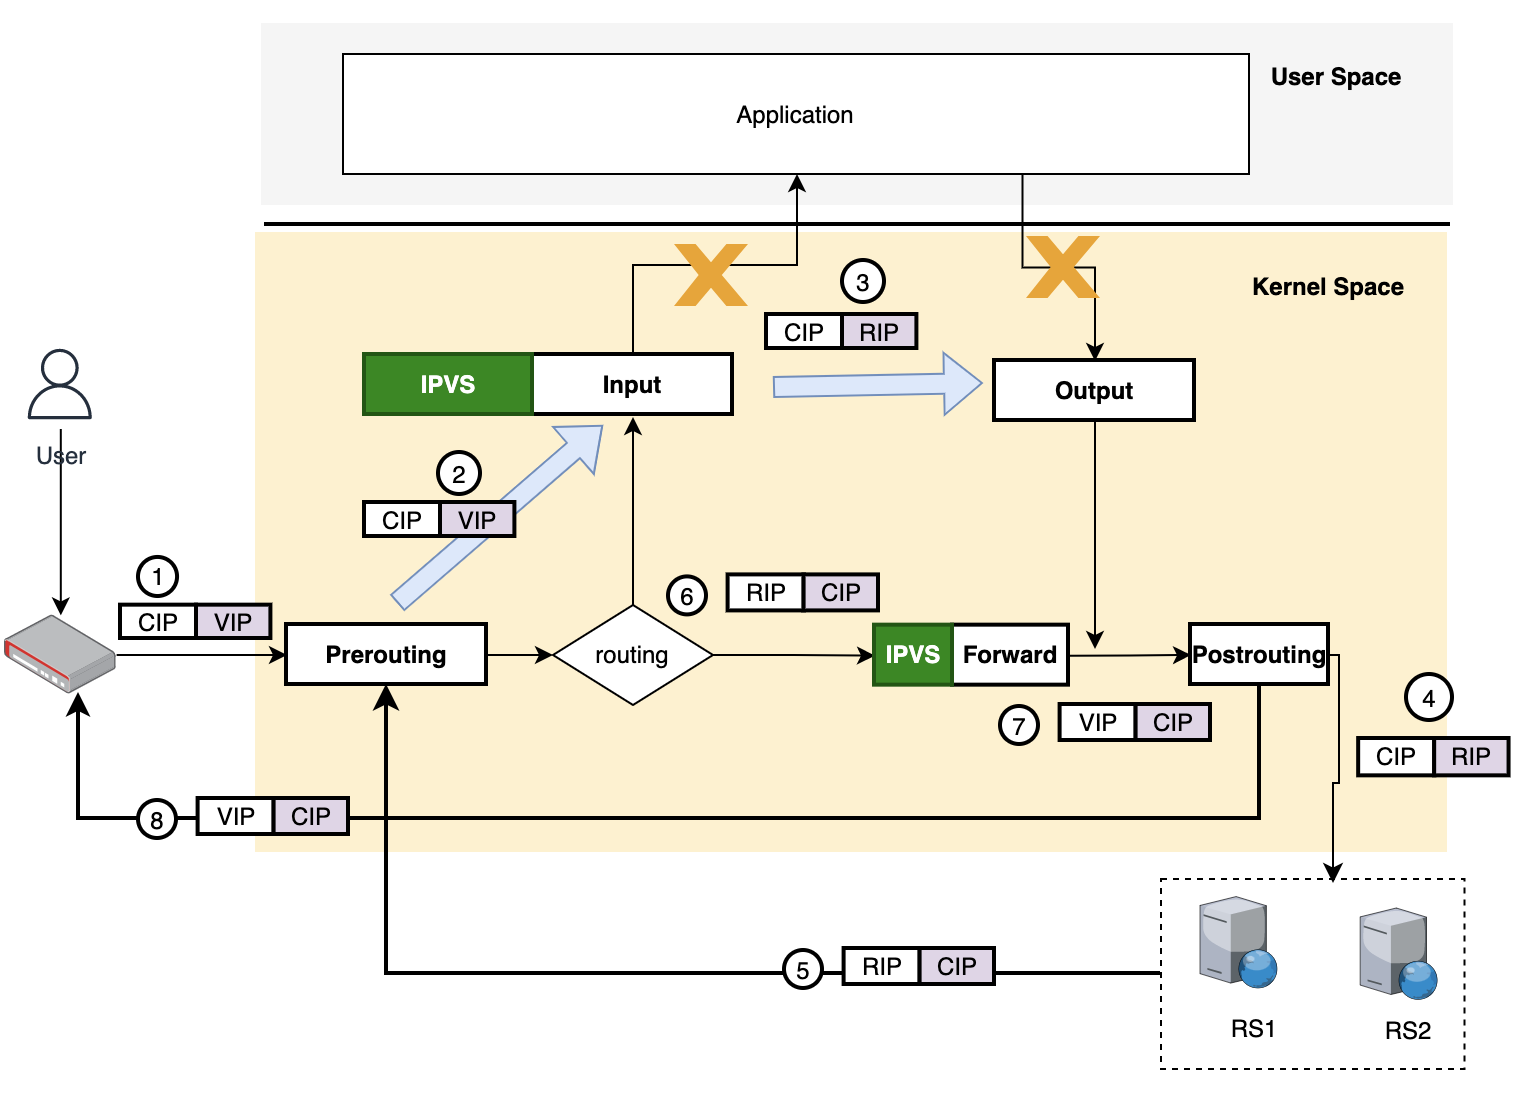 Application
User Space
Kernel Space
3
CIP RIP
IPVS Input
Output
User
2
CIP VIP
1
CIP VIP
6
RIP CIP
Prerouting
routing
IPVS Forward
Postrouting
7
VIP CIP
4
CIP RIP
8
VIP CIP
5
RIP CIP
RS1
RS2